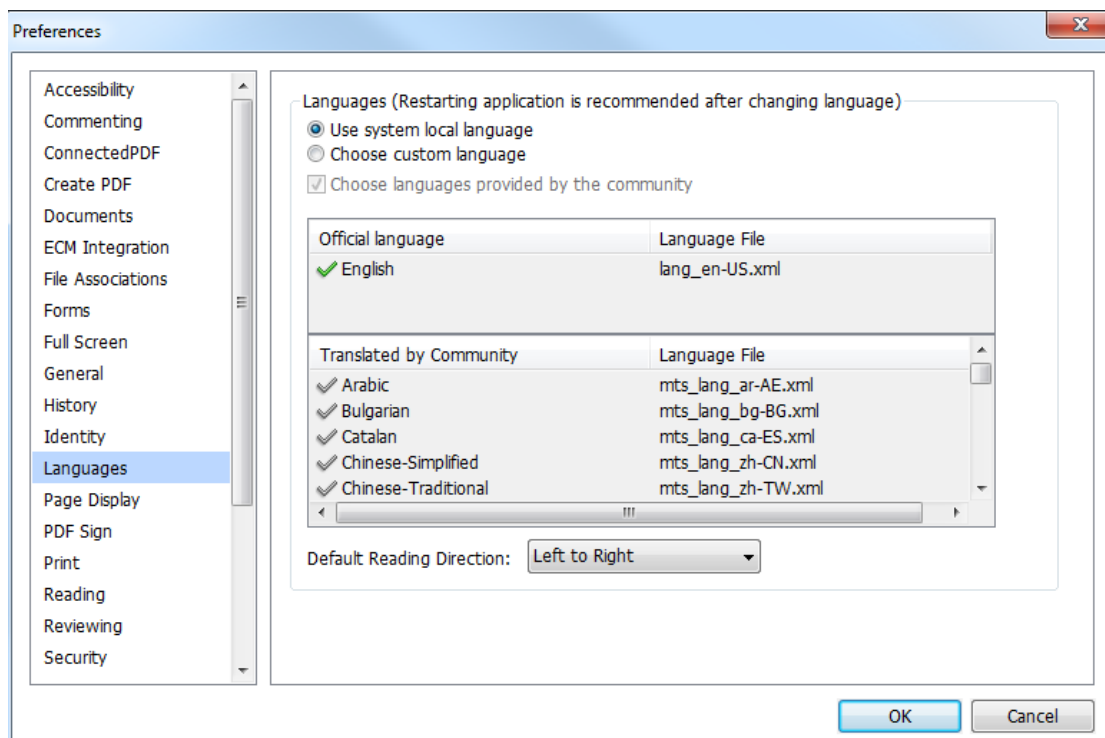 Preferences
Accessibility
Commenting
ConnectedPDF
Create PDF
Documents
ECM Integration
File Associations
Forms
Full Screen
General
History
Identity
Languages
Page Display
PDF Sign
Print
Reading
Reviewing
Security
Languages (Restarting application is recommended after changing language)
Use system local language
Choose custom language
Choose languages provided by the community
Official language Language File
English lang_en-US.xml
Translated by Community Language File
Arabic mts_lang_ar-AE.xml
Bulgarian mts_lang_bg-BG.xml
Catalan mts_lang_ca-ES.xml
Chinese-Simplified mts_lang_zh-CN.xml
Chinese-Traditional mts_lang_zh-TW.xml
Default Reading Direction: Left to Right
OK Cancel